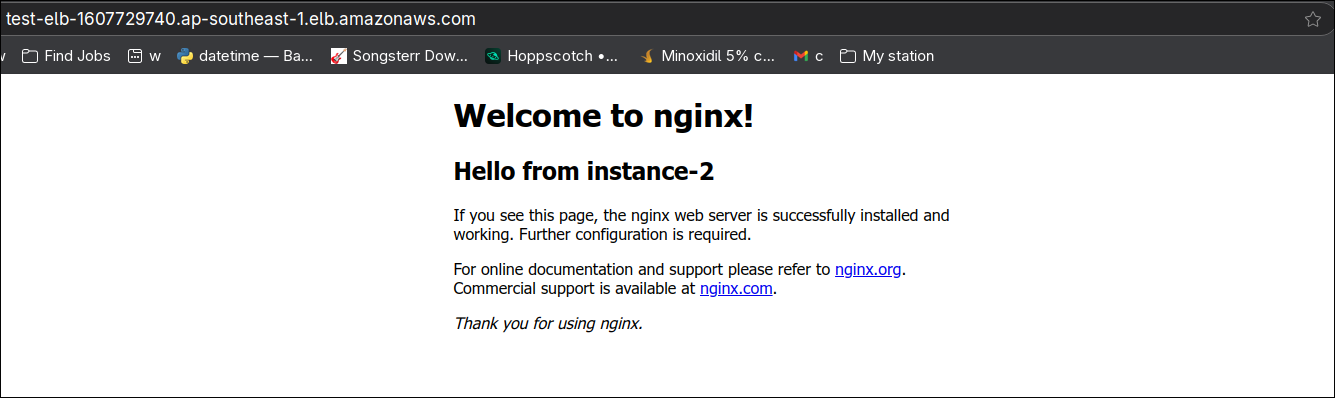 test-elb-1607729740.ap-southeast-1.elb.amazonaws.com
Find Jobs w datetime — Ba... Songsterr Dow... Hoppscotch •... Minoxidil 5% c... c My station
Welcome to nginx!
Hello from instance-2
If you see this page, the nginx web server is successfully installed and
working. Further configuration is required.
For online documentation and support please refer to nginx.org.
Commercial support is available at nginx.com.
Thank you for using nginx.